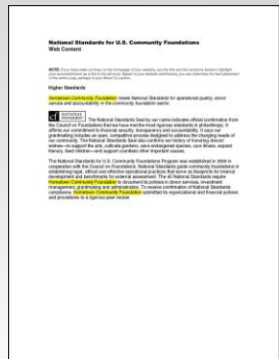 National Standards for U.S. Community Foundations
Web Content
Higher Standards
Hometown Community Foundation meets National Standards for operational quality, donor
service and accountability in the community foundation sector.
The National Standards Seal by our name indicates official confirmation from
the Council on Foundations that we have met the most rigorous standards in philanthropy. It
affirms our commitment to financial security, transparency and accountability. It says our
grantmaking includes an open, competitive process designed to address the changing needs of
our community. The National Standards Seal also confirms our history of honoring donors'
wishes—to support the arts, cultivate gardens, save endangered species, cure illness, expand
literacy, feed children—and support countless other important causes.
The National Standards for U.S. Community Foundations Program was established in
cooperation with the Council on Foundations. National Standards guide community foundations in
establishing legal, ethical and effective operational practices that serve as blueprints for internal
development and benchmarks for external assessment. The National Standards require
Hometown Community Foundation to document its policies in donor services, investment
management, grantmaking and administration. To receive confirmation of National Standards
compliance, Hometown Community Foundation submitted its organizational and financial policies
and procedures to a rigorous peer review.